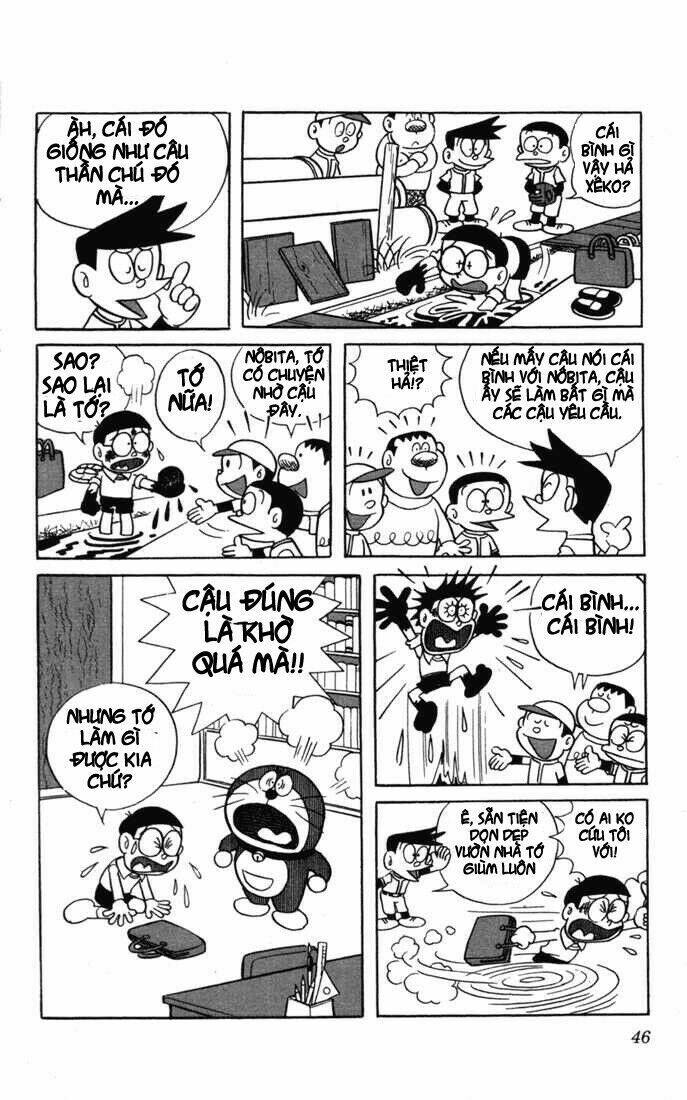 CÁI
BÌNH GÌ
VẬY HẢ
XÊKO?
ÀH, CÁI ĐÓ
GIỐNG NHƯ CÂU
THẦN CHÚ ĐÓ
MÀ...
NẾU MẤY CẬU NÓI CÁI
BÌNH VỚI NÔBITA, CẬU
ẤY SẼ LÀM BẤT GÌ MÀ
CÁC CẬU YÊU CẦU.
THIỆT
HẢ!?
NÔBITA, TỚ
CÓ CHUYỆN
NHỜ CẬU
ĐÂY.
TỚ
NỮA!
SAO?
SAO LẠI
LÀ TỚ?
CÁI BÌNH...
CÁI BÌNH!
CÓ AI KO
CỨU TÔI
VỚI!
Ê, SẴN TIỆN
DỌN DẸP
VƯỜN NHÀ TỚ
GIÙM LUÔN
CẬU ĐÚNG
LÀ KHỜ
QUÁ MÀ!!
NHƯNG TỚ
LÀM GÌ
ĐƯỢC KIA
CHỨ?
46